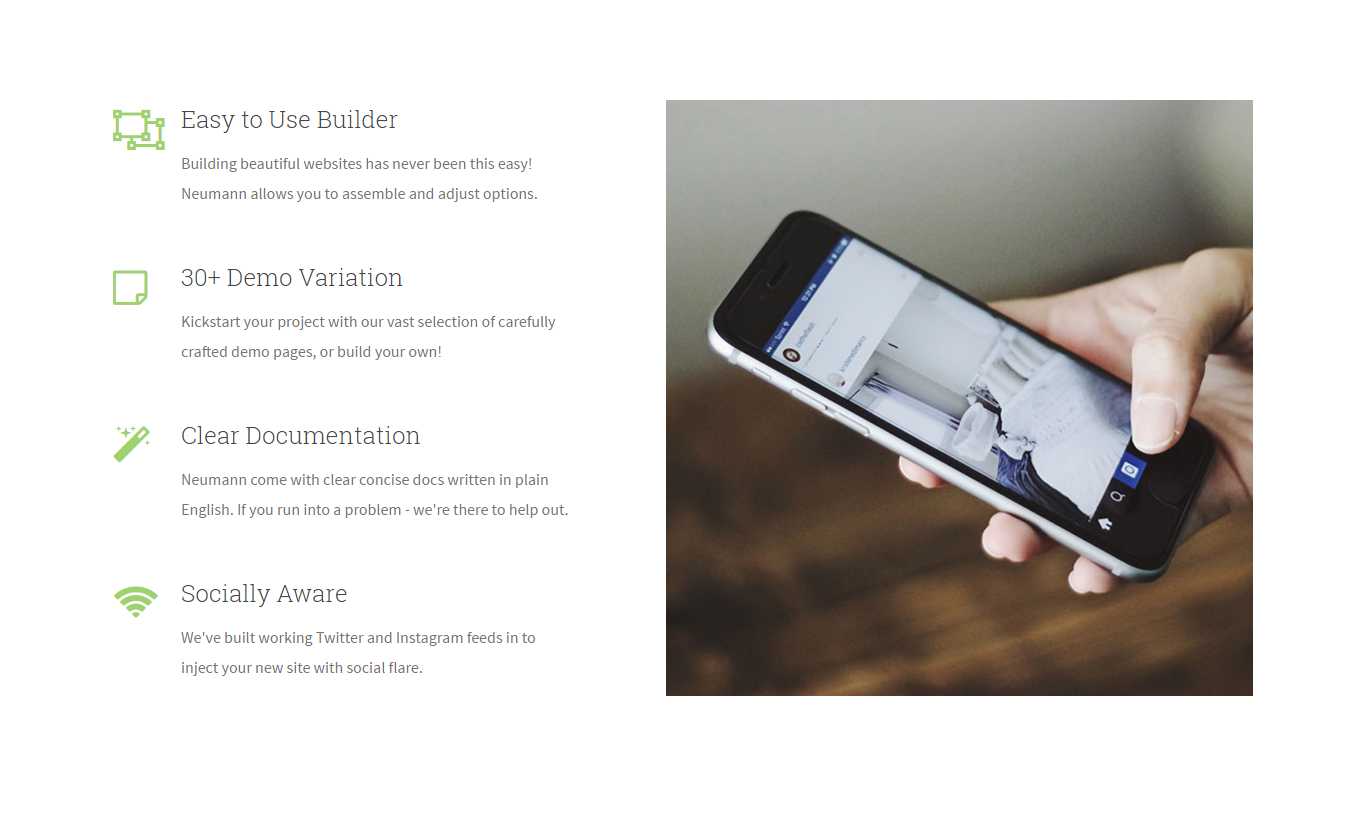 Easy to Use Builder
Building beautiful websites has never been this easy!
Neumann allows you to assemble and adjust options.
30+ Demo Variation
Kickstart your project with our vast selection of carefully
crafted demo pages, or build your own!
Clear Documentation
Neumann come with clear concise docs written in plain
English. If you run into a problem - we're there to help out.
Socially Aware
We've built working Twitter and Instagram feeds in to
inject your new site with social flare.